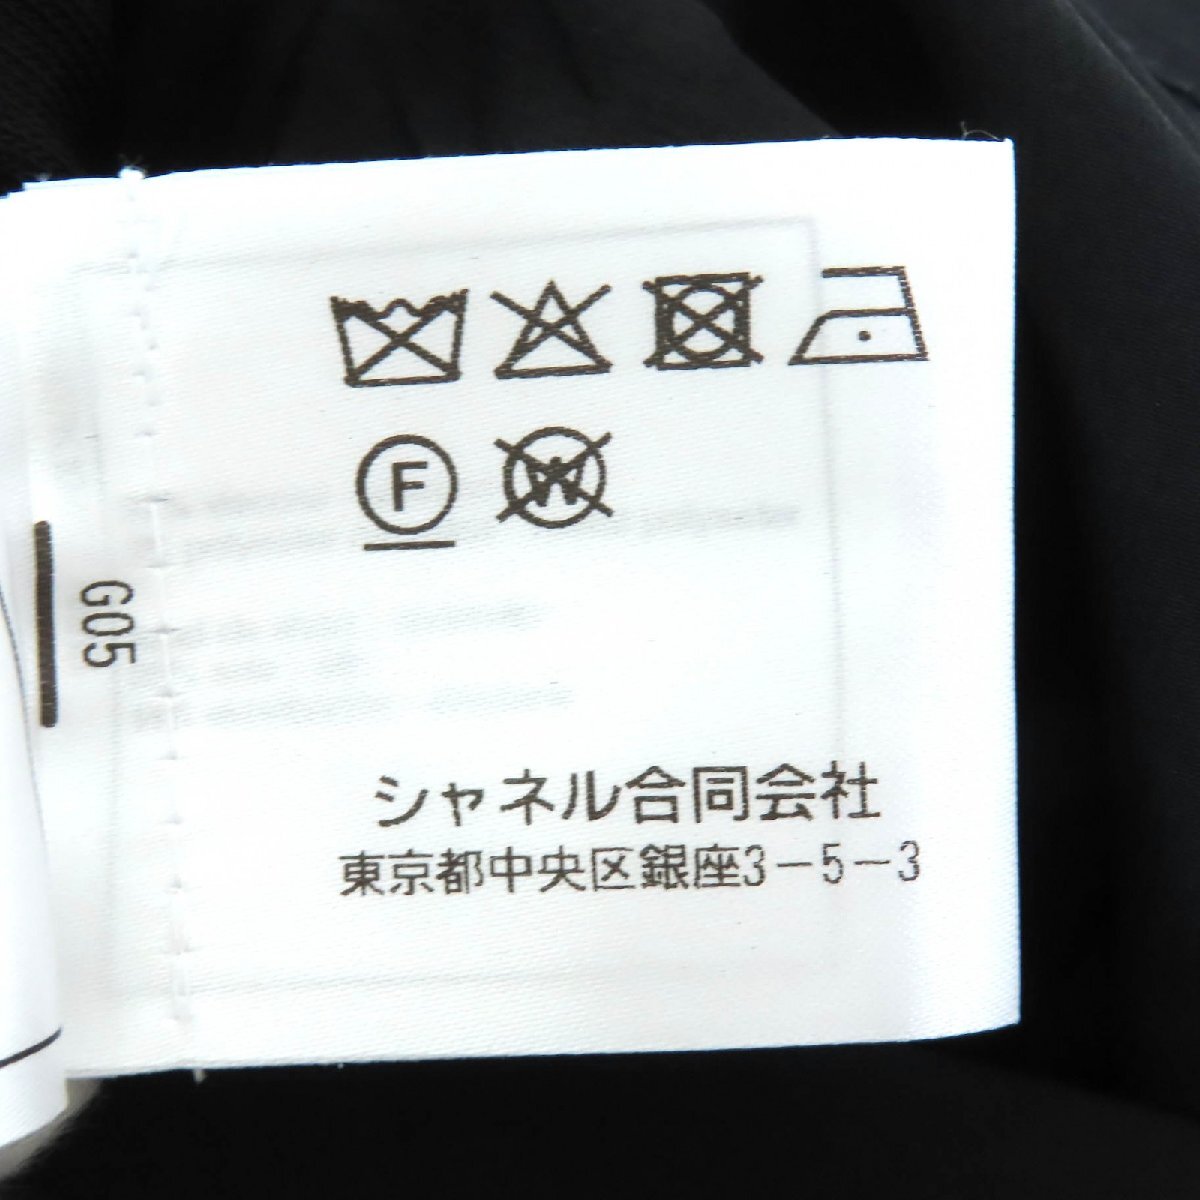 F W
G05
シャネル合同会社
東京都中央区銀座3-5-3